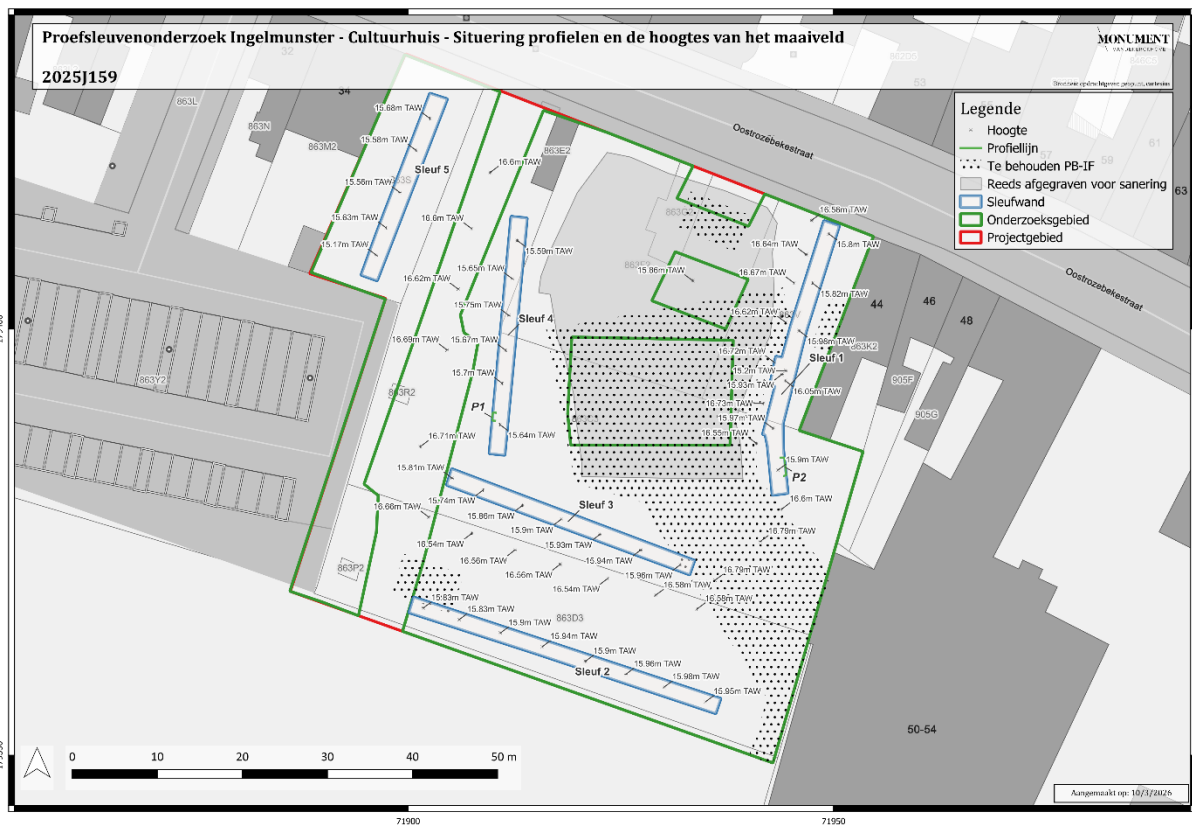 Proefsleuvenonderzoek Ingelmunster - Cultuurhuis - Situering profielen en de hoogtes van het maaiveld
2025J159
MONUMENT
VANDEKERCKHOVE
Legende
Hoogte
Profiellijn
Te behouden PB-IF
Reeds afgegraven voor sanering
Sleufwand
Onderzoeksgebied
Projectgebied
Oostrozebekestraat
Oostrozebekestraat
32
34
53
57
59
61
63
863L
863N
863M2
863E2
15.68m TAW
15.58m TAW
Sleuf 5
15.56m TAW
15.63m TAW
15.17m TAW
16.6m TAW
16.6m TAW
16.62m TAW
16.69m TAW
16.71m TAW
16.66m TAW
15.59m TAW
15.65m TAW
15.75m TAW
Sleuf 4
15.67m TAW
15.7m TAW
P1
15.64m TAW
15.86m TAW
16.56m TAW
16.64m TAW
15.8m TAW
16.67m TAW
15.82m TAW
16.62m TAW
15.98m TAW
16.72m TAW
Sleuf 1
15.2m TAW
15.93m TAW
16.05m TAW
16.73m TAW
15.97m TAW
16.55m TAW
15.9m TAW
P2
16.6m TAW
16.79m TAW
16.79m TAW
44
46
48
863K2
905F
905G
863Y2
863R2
863P2
15.81m TAW
15.74m TAW
15.86m TAW
Sleuf 3
15.9m TAW
15.93m TAW
15.94m TAW
15.96m TAW
16.54m TAW
16.56m TAW
16.56m TAW
16.54m TAW
16.58m TAW
16.58m TAW
863D3
15.83m TAW
15.83m TAW
15.9m TAW
15.94m TAW
15.9m TAW
15.96m TAW
15.98m TAW
15.95m TAW
Sleuf 2
50-54
0 10 20 30 40 50 m
Aangemaakt op: 10/3/2026
71900 71950